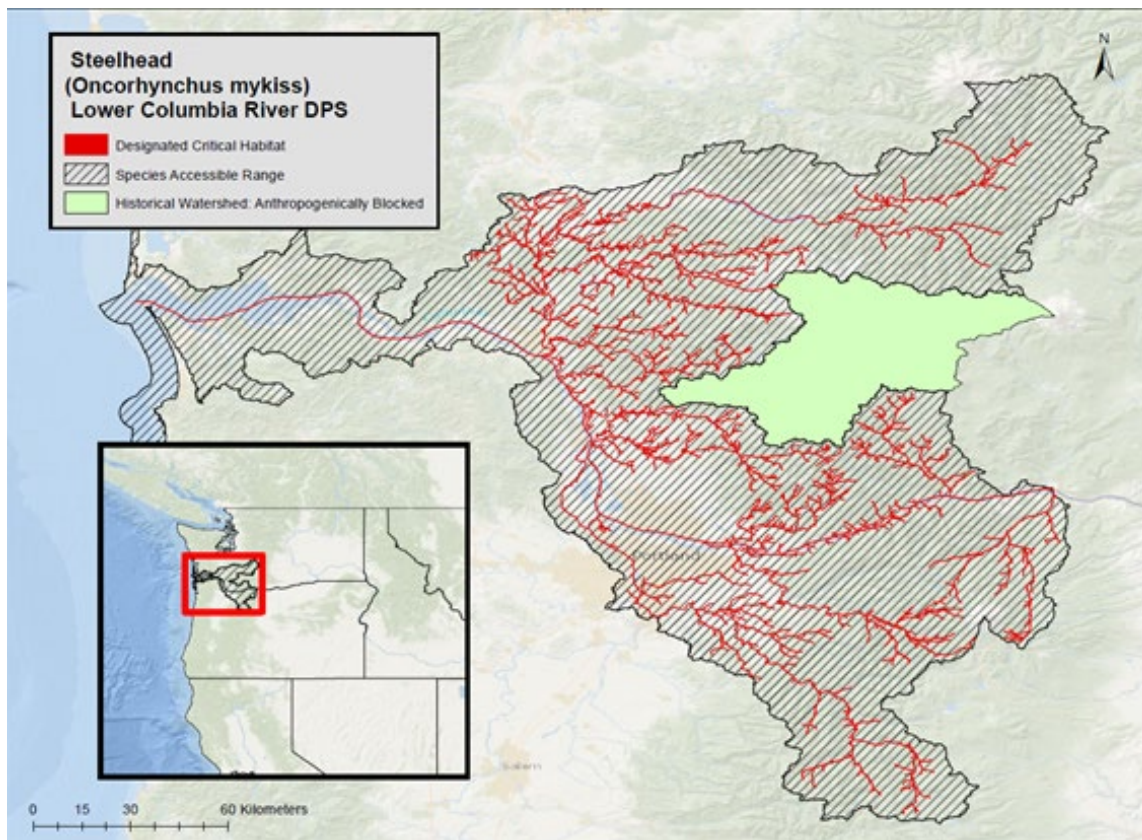 Steelhead
(Oncorhynchus mykiss)
Lower Columbia River DPS
Designated Critical Habitat
Species Accessible Range
Historical Watershed: Anthropogenically Blocked
N
Portland
Salem
0 15 30 60 Kilometers